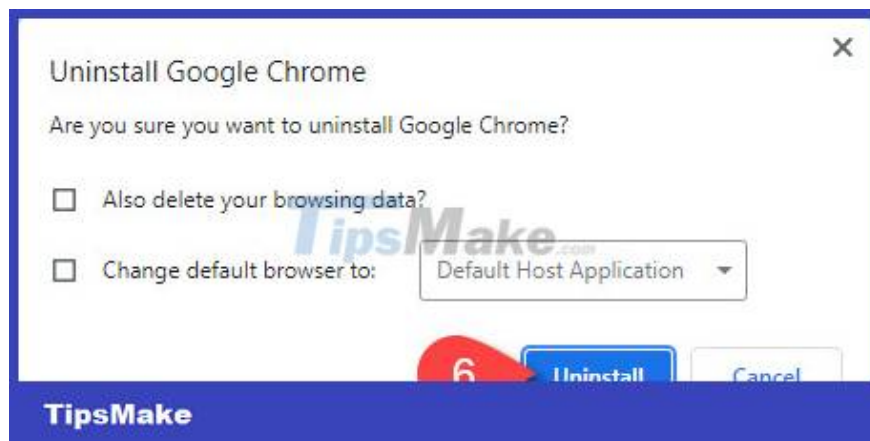 Uninstall Google Chrome
Are you sure you want to uninstall Google Chrome?
Also delete your browsing data?
TipsMake.com
Change default browser to: Default Host Application
6 Uninstall Cancel
TipsMake